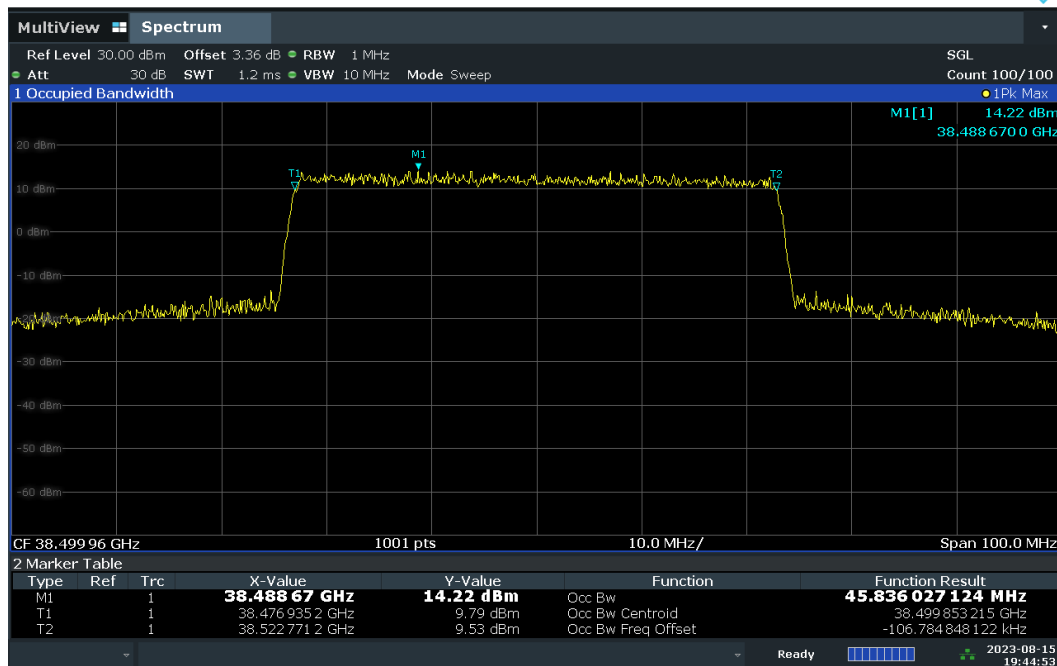 MultiView Spectrum
Ref Level 30.00 dBm Offset 3.36 dB RBW 1 MHz SGL
Att 30 dB SWT 1.2 ms VBW 10 MHz Mode Sweep Count 100/100
1 Occupied Bandwidth 1Pk Max
M1[1] 14.22 dBm
38.488 670 0 GHz
20 dBm
M1
T1 T2
10 dBm
0 dBm
-10 dBm
-20 dBm
-30 dBm
-40 dBm
-50 dBm
-60 dBm
CF 38.499 96 GHz 1001 pts 10.0 MHz/ Span 100.0 MHz
2 Marker Table
Type Ref Trc X-Value Y-Value Function Function Result
M1 1 38.488 67 GHz 14.22 dBm Occ Bw 45.836 027 124 MHz
T1 1 38.476 935 2 GHz 9.79 dBm Occ Bw Centroid 38.499 853 215 GHz
T2 1 38.522 771 2 GHz 9.53 dBm Occ Bw Freq Offset -106.784 848 122 kHz
Ready 2023-08-15
19:44:53